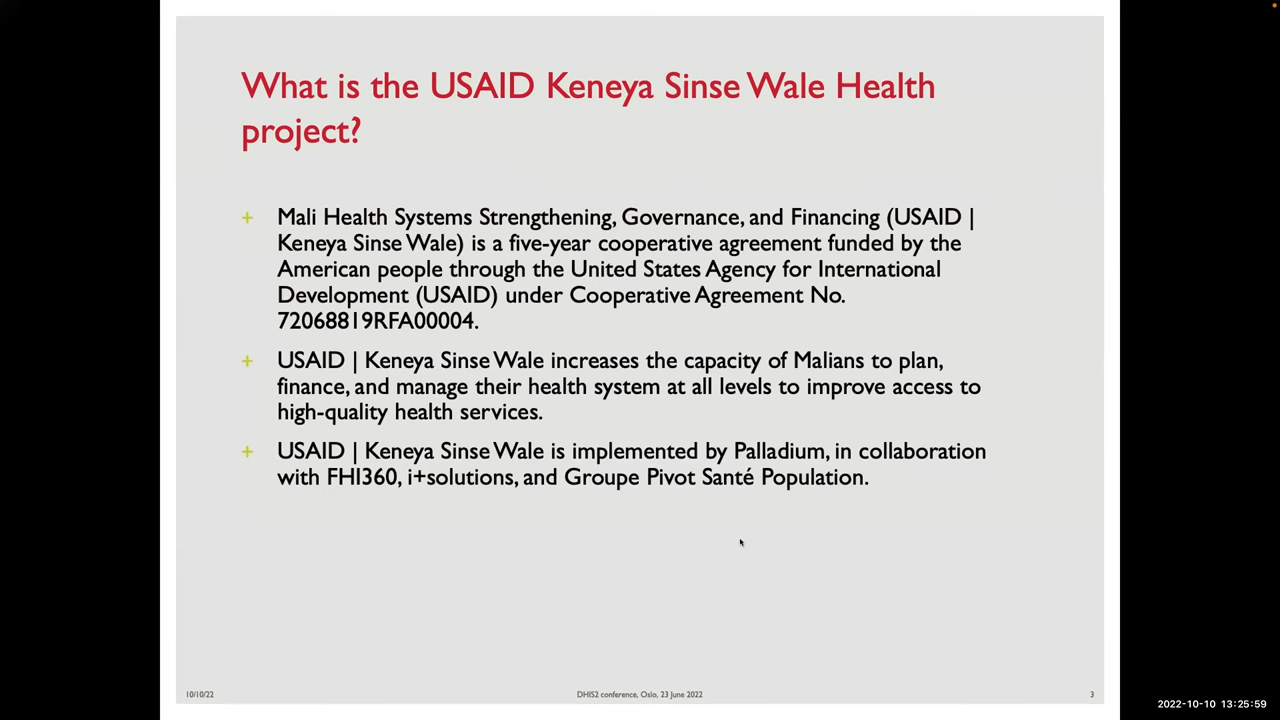 What is the USAID Keneya Sinse Wale Health
project?
+ Mali Health Systems Strengthening, Governance, and Financing (USAID |
Keneya Sinse Wale) is a five-year cooperative agreement funded by the
American people through the United States Agency for International
Development (USAID) under Cooperative Agreement No.
72068819RFA00004.
+ USAID | Keneya Sinse Wale increases the capacity of Malians to plan,
finance, and manage their health system at all levels to improve access to
high-quality health services.
+ USAID | Keneya Sinse Wale is implemented by Palladium, in collaboration
with FHI360, i+solutions, and Groupe Pivot Santé Population.
10/10/22
DHIS2 conference, Oslo, 23 June 2022
3
2022-10-10 13:25:59